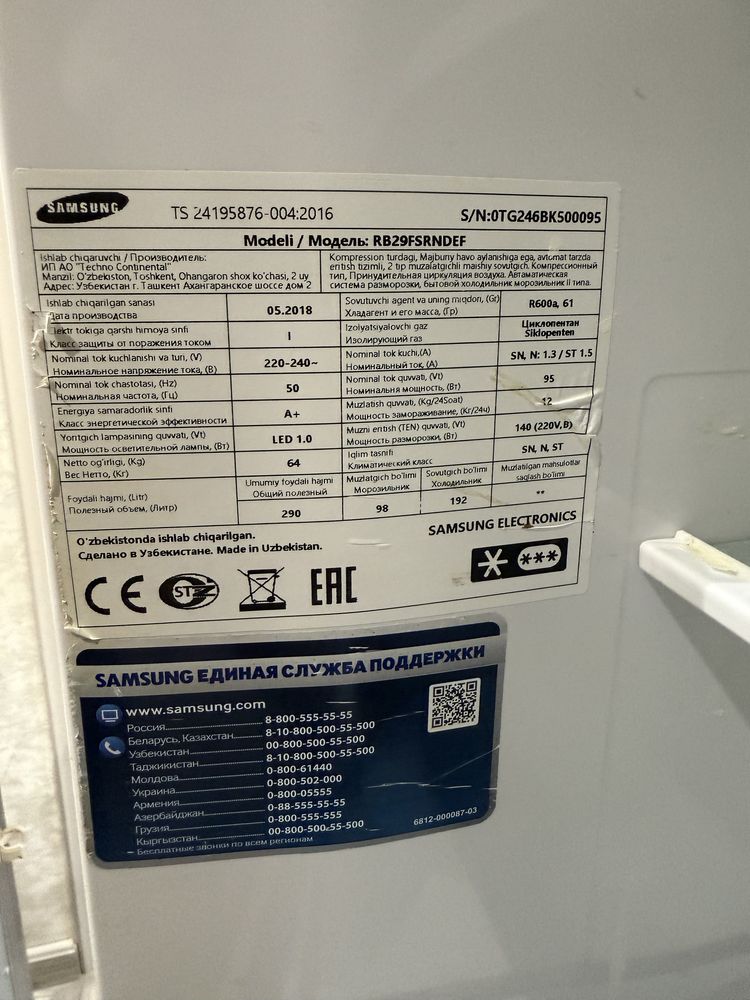 SAMSUNG
TS 24195876-004:2016
S/N:0TG246BK500095
Modeli / Модель: RB29FSRNDEF
Ishlab chiqaruvchi / Производитель:
ИП АО "Techno Continental"
Manzil: O'zbekiston, Toshkent, Ohangaron shox ko'chasi, 2 uy
Адрес: Узбекистан г. Ташкент Ахангаранское шоссе дом 2
Kompression turdagi, Majburiy havo aylanishiga ega, avtomat tarzda
eritish tizimli, 2 tip muzlatgichli maishiy sovutgich. Компрессионный
тип, Принудительная циркуляция воздуха. Автоматическая
система разморозки, бытовой холодильник морозильник II типа.
Ishlab chiqarilgan sanasi
Дата производства
05.2018
Sovutuvchi agent va uning miqdori, (Gr)
Хладагент и его масса, (Гр)
R600a, 61
Elektr tokiga qarshi himoya sinfi
Класс защиты от поражения током
I
Izolyatsiyalovchi gaz
Изолирующий газ
Циклопентан
Siklopenten
Nominal tok kuchlanishi va turi, (V)
Номинальное напряжение тока, (В)
220-240~
Nominal tok kuchi,(A)
Номинальный ток, (А)
SN, N: 1.3 / ST 1.5
Nominal tok chastotasi, (Hz)
Номинальная частота, (Гц)
50
Nominal tok quvvati, (Vt)
Номинальня мощность, (Вт)
95
Energiya samaradorlik sinfi
Класс энергетической эффективности
A+
Muzlatish quvvati, (Kg/24Soat)
Мощность замораживание, (Кг/24ч)
12
Yoritgich lampasining quvvati, (Vt)
Мощность осветительной лампы, (Вт)
LED 1.0
Muzni eritish (TEN) quvvati, (Vt)
Мощность разморозки, (Вт)
140 (220V,B)
Netto og'irligi, (Kg)
Вес Нетто, (Кг)
64
Iqlim tasnifi
Климатический класс
SN, N, ST
Foydali hajmi, (Litr)
Полезный объем, (Литр)
Umumiy foydali hajmi
Общий полезный
290
Muzlatgich bo'limi
Морозильник
98
Sovutgich bo'limi
Холодильник
192
Muzlatilgan mahsulotlar
saqlash bo'limi
**
O'zbekistonda ishlab chiqarilgan.
Сделано в Узбекистане. Made in Uzbekistan.
SAMSUNG ELECTRONICS
CE
EAC
SAMSUNG ЕДИНАЯ СЛУЖБА ПОДДЕРЖКИ
www.samsung.com
Россия 8-800-555-55-55
Беларусь, Казахстан 8-10-800-500-55-500
Узбекистан 00-800-500-55-500
Таджикистан 8-10-800-500-55-500
Молдова 0-800-61440
Украина 0-800-502-000
Армения 0-800-05555
Азербайджан 0-88-555-55-55
Грузия 0-800-555-555
Кыргызстан 00-800-500-55-500
– Бесплатные звонки по всем регионам
6812-000087-03